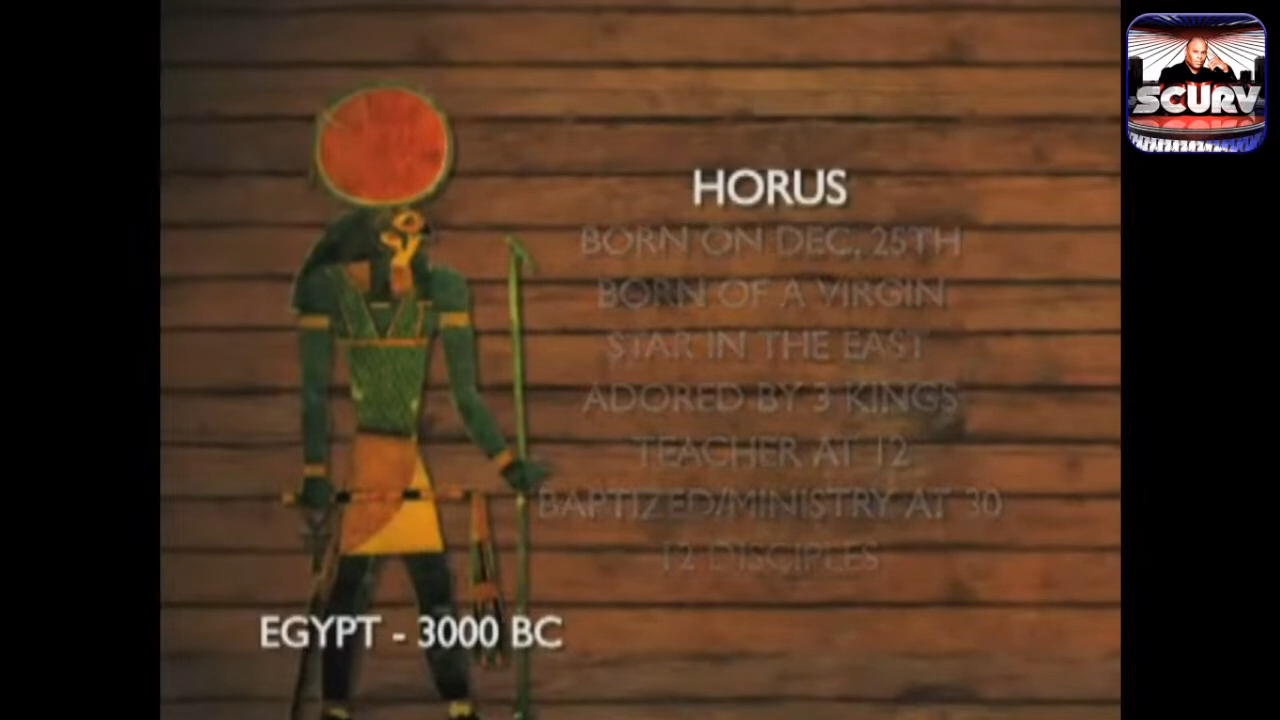 SCURV
HORUS
BORN ON DEC. 25TH
BORN OF A VIRGIN
STAR IN THE EAST
ADORED BY 3 KINGS
TEACHER AT 12
BAPTIZED/MINISTRY AT 30
12 DISCIPLES
EGYPT - 3000 BC